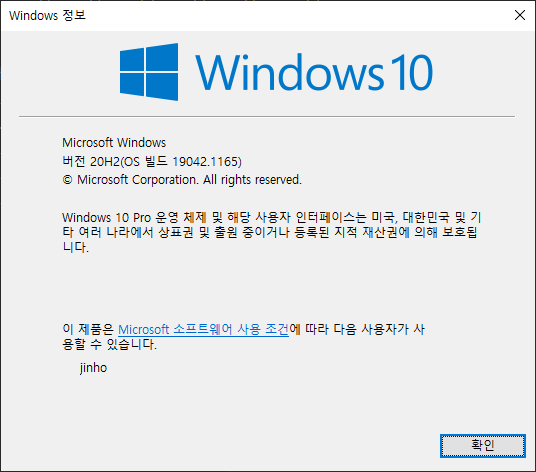 Windows 정보
Windows 10
Microsoft Windows
버전 20H2(OS 빌드 19042.1165)
© Microsoft Corporation. All rights reserved.
Windows 10 Pro 운영 체제 및 해당 사용자 인터페이스는 미국, 대한민국 및 기
타 여러 나라에서 상표권 및 출원 중이거나 등록된 지적 재산권에 의해 보호됩
니다.
이 제품은 Microsoft 소프트웨어 사용 조건에 따라 다음 사용자가 사
용할 수 있습니다.
jinho
확인